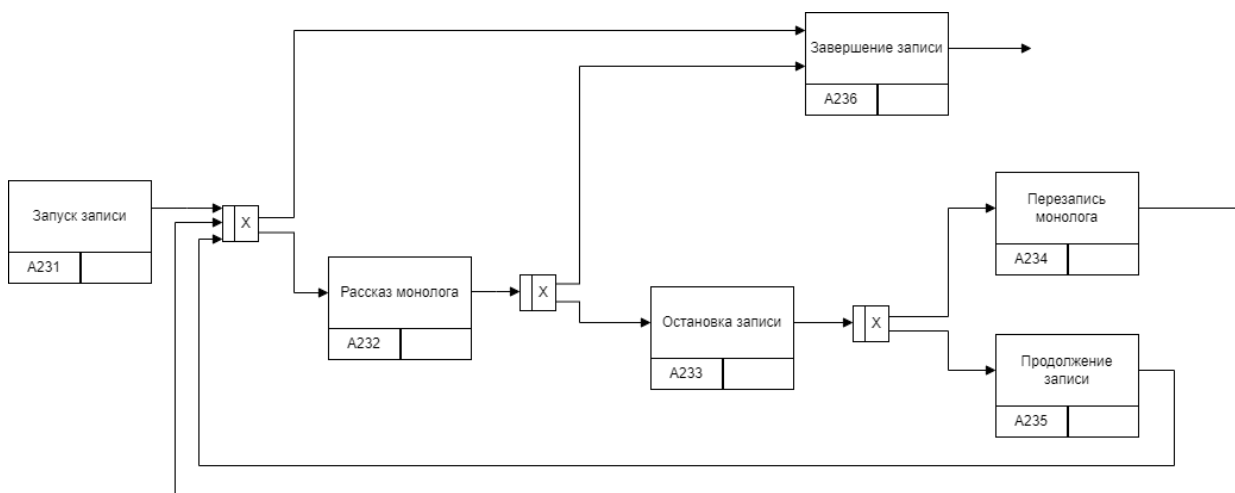 Завершение записи
A236
Запуск записи
A231
X
Рассказ монолога
A232
X
Остановка записи
A233
X
Перезапись
монолога
A234
Продолжение
записи
A235